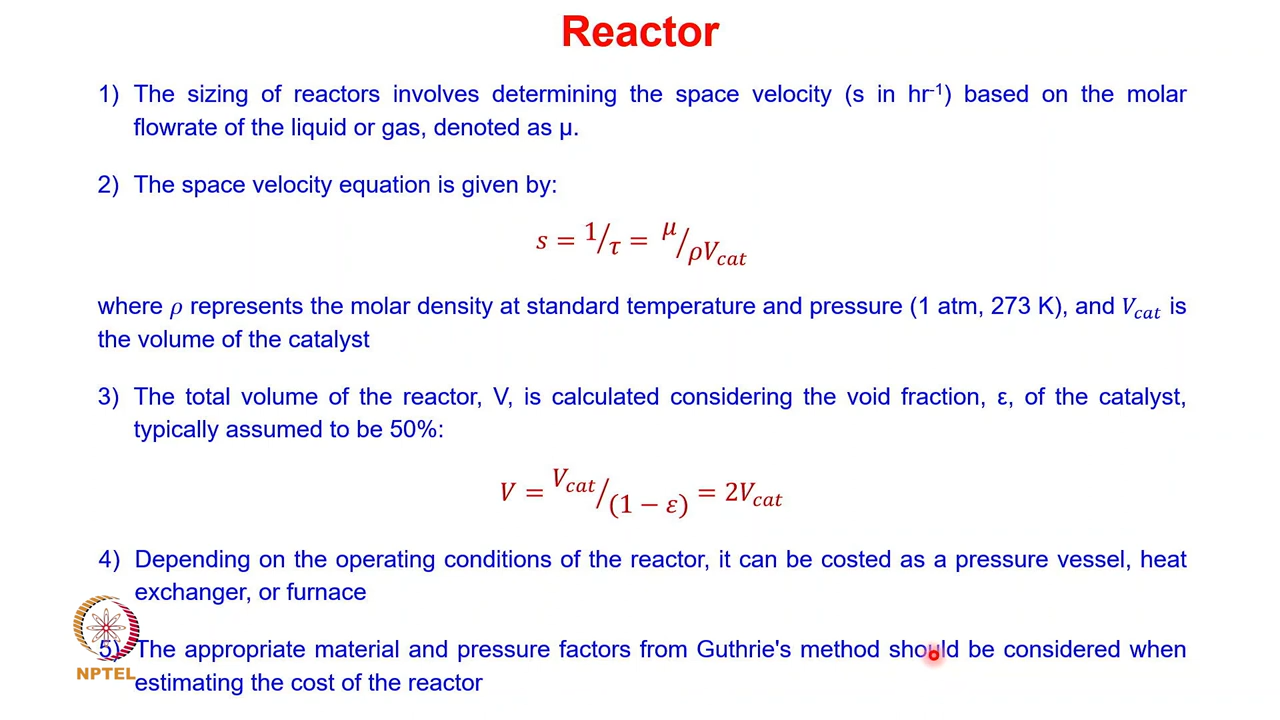 Reactor
1) The sizing of reactors involves determining the space velocity (s in hr⁻¹) based on the molar
flowrate of the liquid or gas, denoted as μ.
2) The space velocity equation is given by:
s = 1/τ = μ/ρV_cat
where ρ represents the molar density at standard temperature and pressure (1 atm, 273 K), and V_cat is
the volume of the catalyst
3) The total volume of the reactor, V, is calculated considering the void fraction, ε, of the catalyst,
typically assumed to be 50%:
V = V_cat/(1 − ε) = 2V_cat
4) Depending on the operating conditions of the reactor, it can be costed as a pressure vessel, heat
exchanger, or furnace
5) The appropriate material and pressure factors from Guthrie's method should be considered when
estimating the cost of the reactor
NPTEL